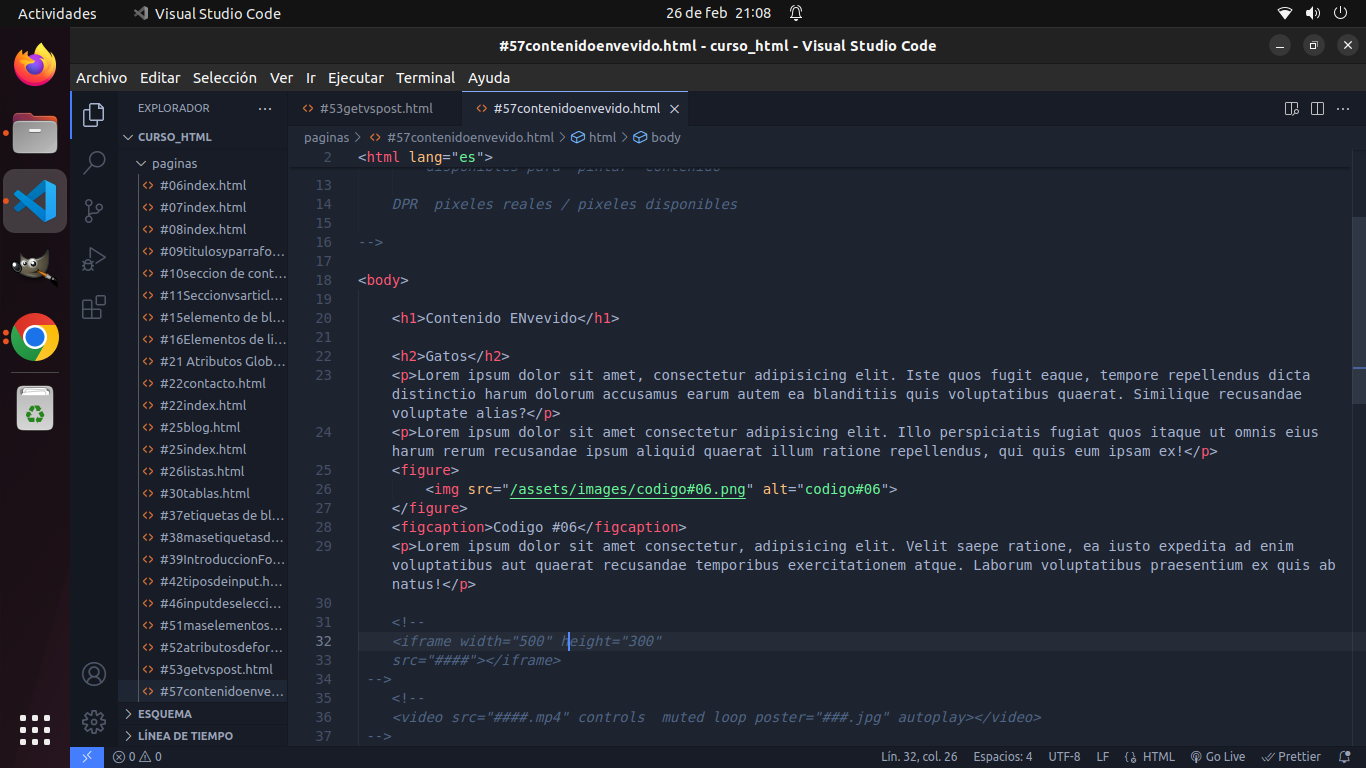 Actividades
Visual Studio Code
26 de feb 21:08
#57contenidoenvevido.html - curso_html - Visual Studio Code
Archivo Editar Selección Ver Ir Ejecutar Terminal Ayuda
EXPLORADOR ···
CURSO_HTML
paginas
#06index.html
#07index.html
#08index.html
#09titulosyparrafo...
#10seccion de cont...
#11Seccionvsarticl...
#15elemento de bl...
#16Elementos de li...
#21 Atributos Glob...
#22contacto.html
#22index.html
#25blog.html
#25index.html
#26listas.html
#30tablas.html
#37etiquetas de bl...
#38masetiquetasd...
#39IntroduccionFo...
#42tiposdeinput.h...
#46inputdeselecci...
#51maselementos...
#52atributosdefor...
#53getvspost.html
#57contenidoenve...
ESQUEMA
LÍNEA DE TIEMPO
#53getvspost.html
#57contenidoenvevido.html
paginas > #57contenidoenvevido.html > html > body
2 <html lang="es">
disponibles para pintar contenido
13
14 DPR pixeles reales / pixeles disponibles
15
16 -->
17
18 <body>
19
20 <h1>Contenido ENvevido</h1>
21
22 <h2>Gatos</h2>
23 <p>Lorem ipsum dolor sit amet, consectetur adipisicing elit. Iste quos fugit eaque, tempore repellendus dicta
distinctio harum dolorum accusamus earum autem ea blanditiis quis voluptatibus quaerat. Similique recusandae
voluptate alias?</p>
24 <p>Lorem ipsum dolor sit amet consectetur adipisicing elit. Illo perspiciatis fugiat quos itaque ut omnis eius
harum rerum recusandae ipsum aliquid quaerat illum ratione repellendus, qui quis eum ipsam ex!</p>
25 <figure>
26 <img src="/assets/images/codigo#06.png" alt="codigo#06">
27 </figure>
28 <figcaption>Codigo #06</figcaption>
29 <p>Lorem ipsum dolor sit amet consectetur, adipisicing elit. Velit saepe ratione, ea iusto expedita ad enim
voluptatibus aut quaerat recusandae temporibus exercitationem atque. Laborum voluptatibus praesentium ex quis ab
natus!</p>
30
31 <!--
32 <iframe width="500" height="300"
33 src="####"></iframe>
34 -->
35 <!--
36 <video src="####.mp4" controls  muted loop poster="###.jpg" autoplay></video>
37 -->
0 0
Lín. 32, col. 26 Espacios: 4 UTF-8 LF HTML Go Live Prettier